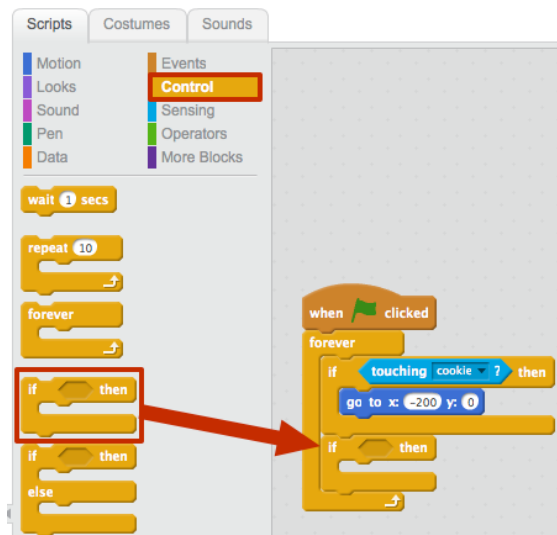 Scripts Costumes Sounds
Motion Events
Looks Control
Sound Sensing
Pen Operators
Data More Blocks
wait 1 secs
repeat 10
forever
if then
if then
else
when clicked
forever
if touching cookie ? then
go to x: -200 y: 0
if then